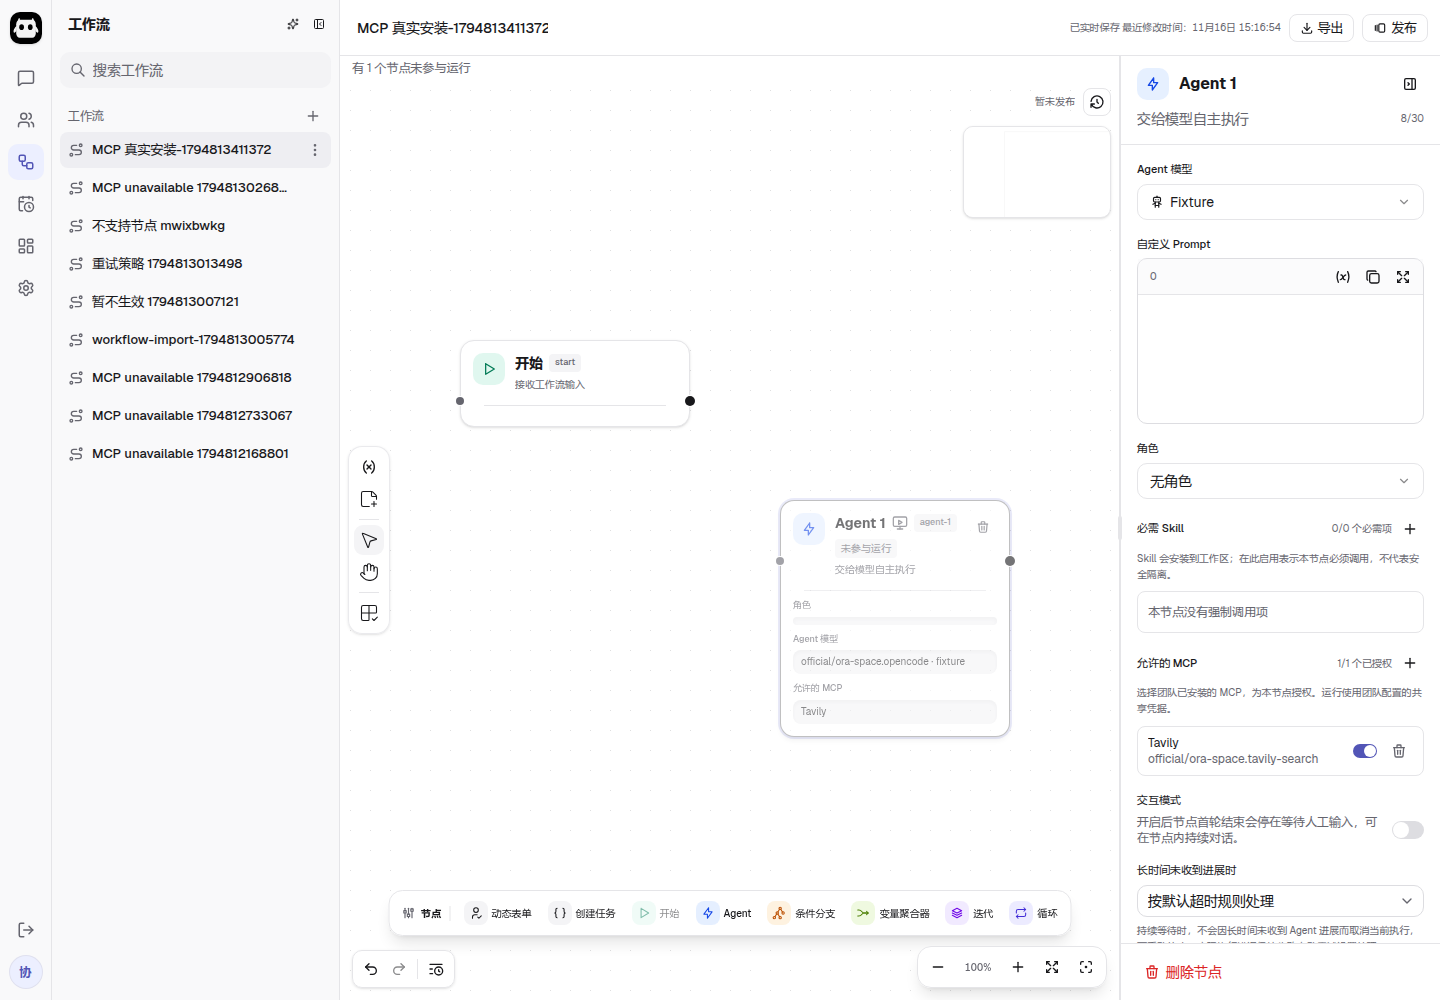 工作流
搜索工作流
工作流
MCP 真实安装-1794813411372
MCP unavailable 17948130268...
不支持节点 mwixbwkg
重试策略 1794813013498
暂不生效 1794813007121
workflow-import-1794813005774
MCP unavailable 1794812906818
MCP unavailable 1794812733067
MCP unavailable 1794812168801
协
MCP 真实安装-1794813411372
已实时保存 最近修改时间：11月16日 15:16:54
导出
发布
有 1 个节点未参与运行
暂未发布
开始 start
接收工作流输入
Agent 1 agent-1
未参与运行
交给模型自主执行
角色
Agent 模型
official/ora-space.opencode · fixture
允许的 MCP
Tavily
节点
动态表单
创建任务
开始
Agent
条件分支
变量聚合器
迭代
循环
100%
Agent 1
交给模型自主执行 8/30
Agent 模型
Fixture
自定义 Prompt
0
(x)
角色
无角色
必需 Skill 0/0 个必需项
Skill 会安装到工作区；在此启用表示本节点必须调用，不代表安
全隔离。
本节点没有强制调用项
允许的 MCP 1/1 个已授权
选择团队已安装的 MCP，为本节点授权。运行使用团队配置的共
享凭据。
Tavily
official/ora-space.tavily-search
交互模式
开启后节点首轮结束会停在等待人工输入，可
在节点内持续对话。
长时间未收到进展时
按默认超时规则处理
持续等待时，不会因长时间未收到 Agent 进展而取消当前执行，
删除节点